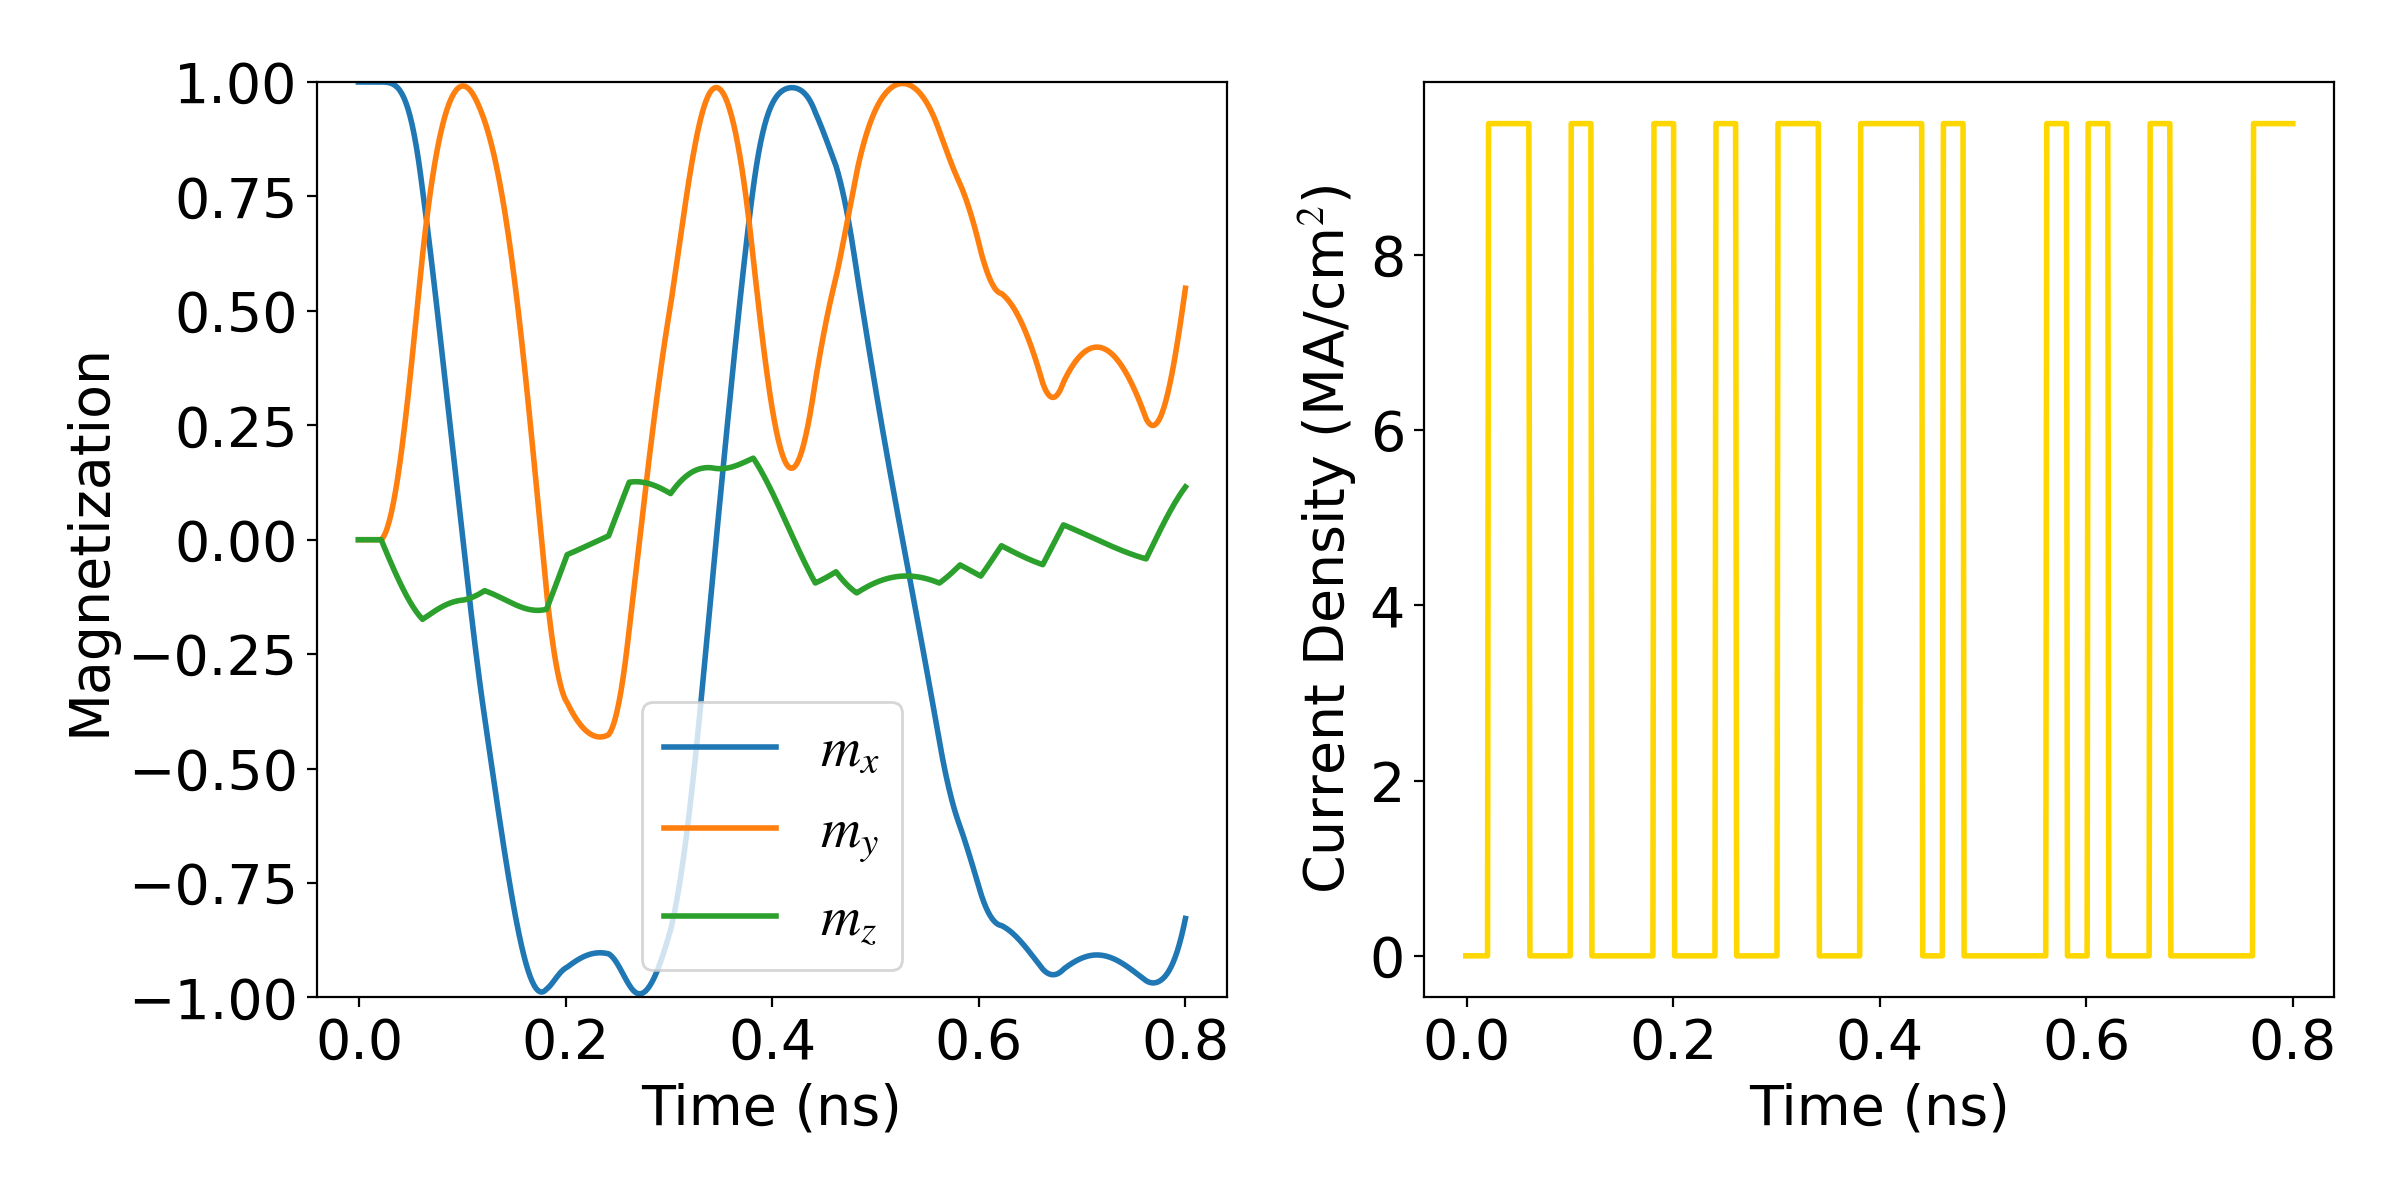 1.00
0.75
0.50
0.25
0.00
−0.25
−0.50
−0.75
−1.00
Magnetization
0.0 0.2 0.4 0.6 0.8
Time (ns)
m_x
m_y
m_z
8
6
4
2
0
Current Density (MA/cm²)
0.0 0.2 0.4 0.6 0.8
Time (ns)